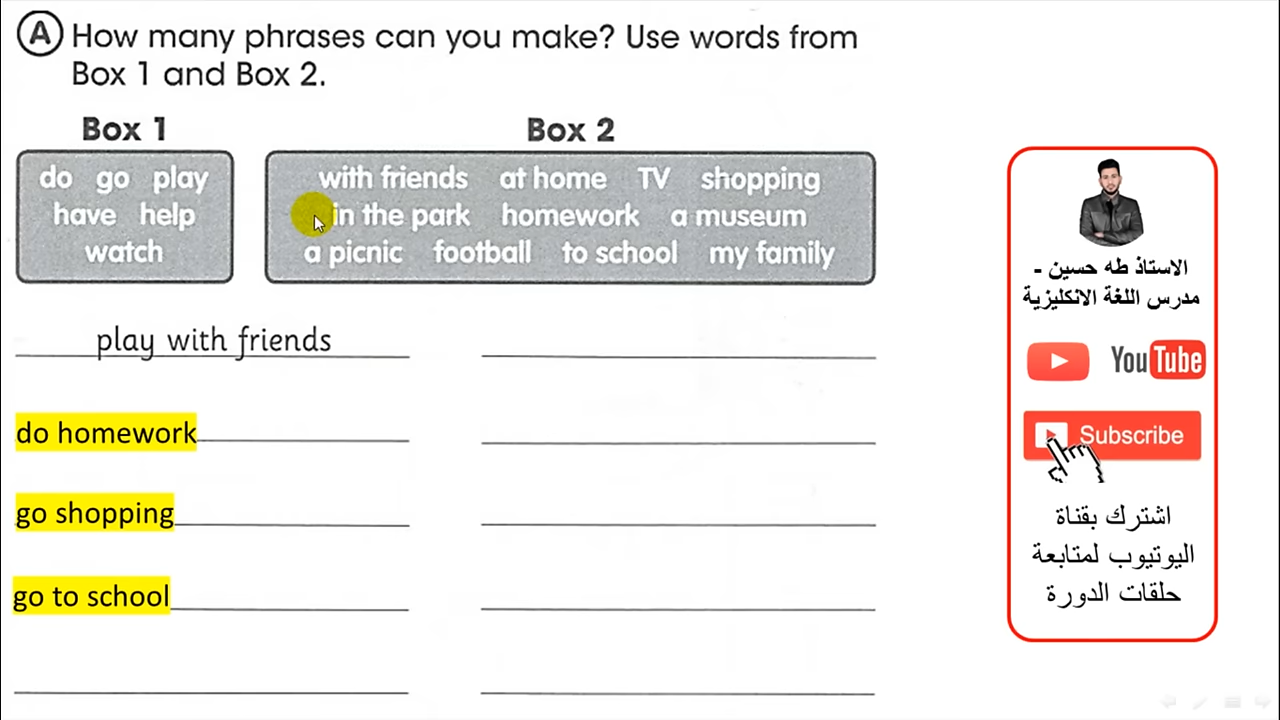 A How many phrases can you make? Use words from
Box 1 and Box 2.
Box 1
do go play
have help
watch
Box 2
with friends at home TV shopping
in the park homework a museum
a picnic football to school my family
play with friends
do homework
go shopping
go to school
الاستاذ طه حسين -
مدرس اللغة الانكليزية
YouTube
Subscribe
اشترك بقناة
اليوتيوب لمتابعة
حلقات الدورة